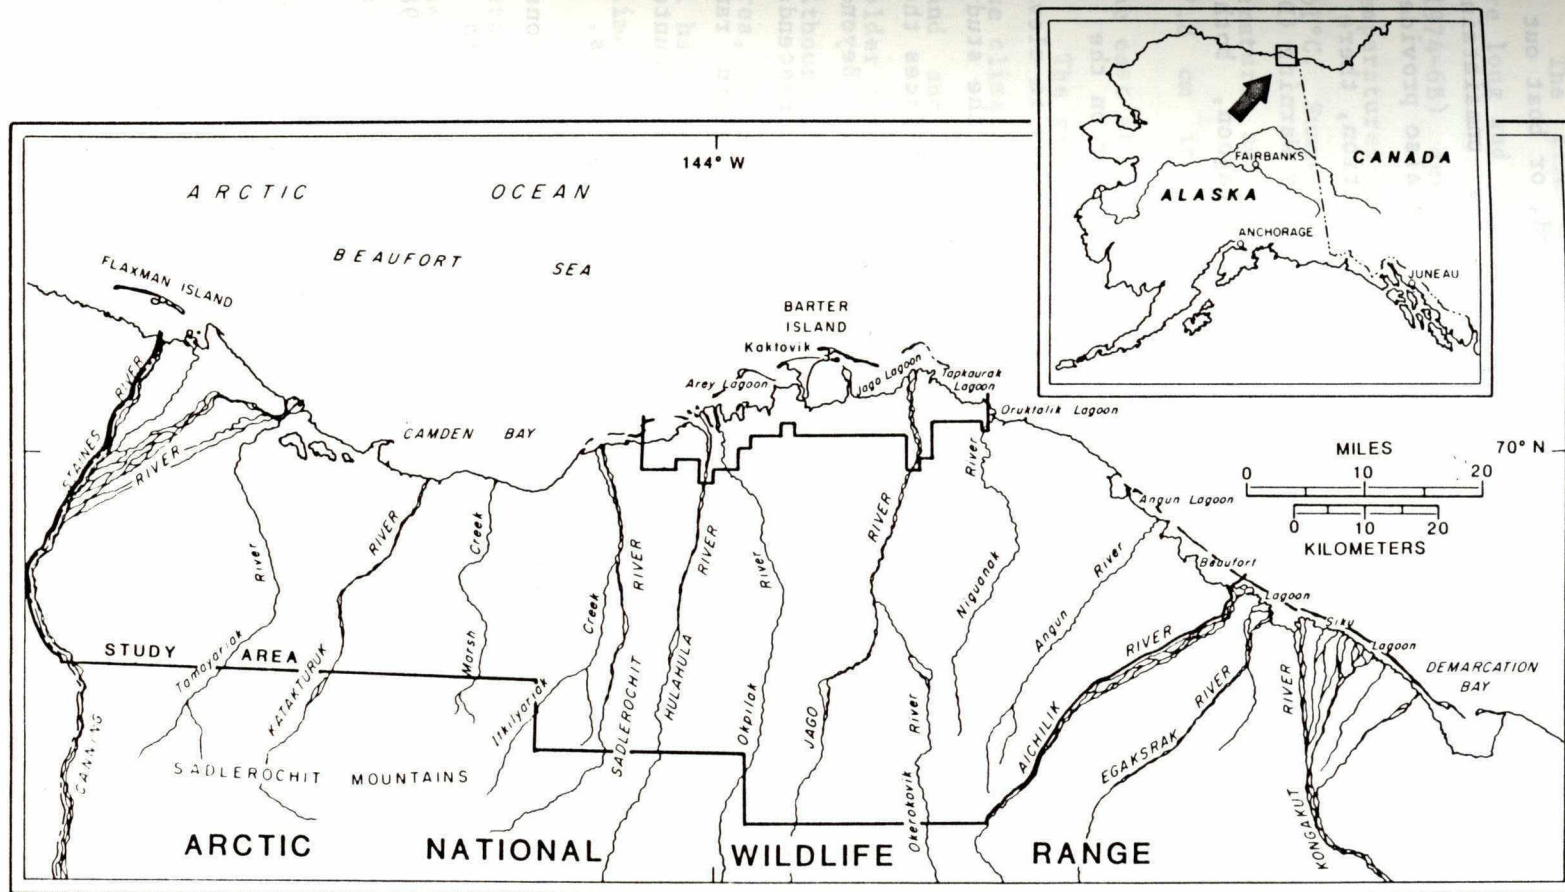 CANADA
FAIRBANKS
ALASKA
ANCHORAGE
JUNEAU
144° W
ARCTIC OCEAN
BEAUFORT SEA
FLAXMAN ISLAND
BARTER
ISLAND
Kaktovik
Arey Lagoon
Jago Lagoon
Tapkaurak
Lagoon
Oruktalik Lagoon
CAMDEN BAY
STAINES RIVER
RIVER
MILES
0 10 20
0 10 20
KILOMETERS
70° N
Angun Lagoon
Beaufort
Lagoon
Siku
Lagoon
DEMARCATION
BAY
STUDY AREA
CANNING
Tamayariak River
KATAKTURUK RIVER
Marsh Creek
Itkilyariak Creek
SADLEROCHIT RIVER
HULAHULA RIVER
Okpilak River
JAGO RIVER
Okerokovik River
Niguanak River
Angun River
AICHILIK RIVER
EGAKSRAK RIVER
KONGAKUT RIVER
SADLEROCHIT MOUNTAINS
ARCTIC NATIONAL WILDLIFE RANGE